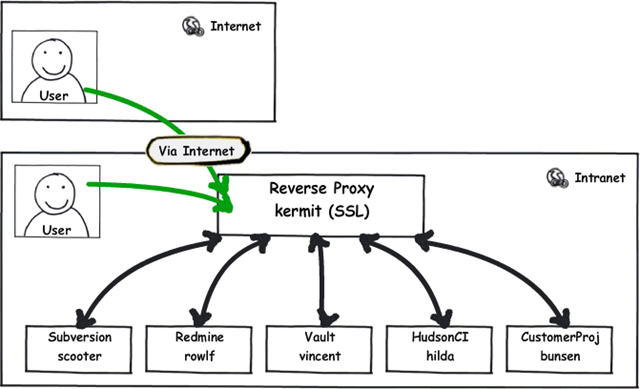 Internet
User
Via Internet
Intranet
User
Reverse Proxy
kermit (SSL)
Subversion
scooter
Redmine
rowlf
Vault
vincent
HudsonCI
hilda
CustomerProj
bunsen